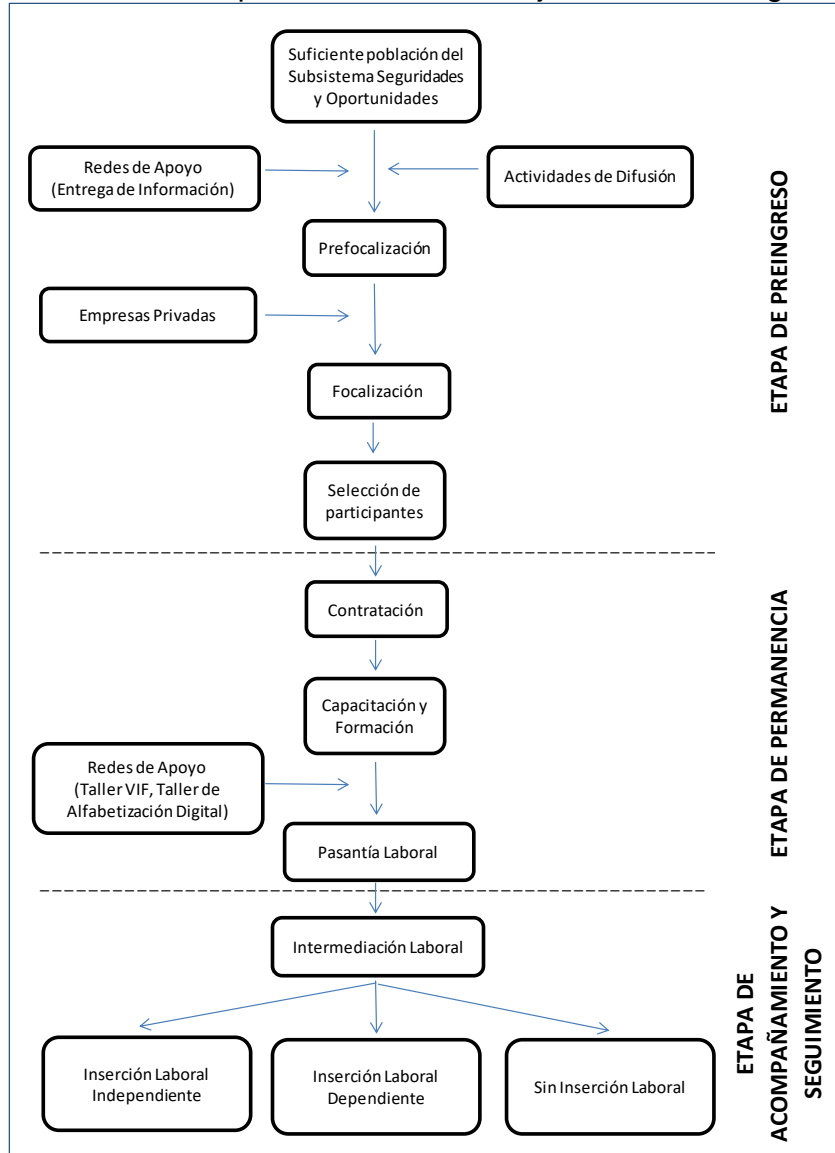 Suficiente población del
Subsistema Seguridades
y Oportunidades
Redes de Apoyo
(Entrega de Información)
Actividades de Difusión
Prefocalización
Empresas Privadas
Focalización
Selección de
participantes
ETAPA DE PREINGRESO
Contratación
Capacitación y
Formación
Redes de Apoyo
(Taller VIF, Taller de
Alfabetización Digital)
Pasantía Laboral
ETAPA DE PERMANENCIA
Intermediación Laboral
Inserción Laboral
Independiente
Inserción Laboral
Dependiente
Sin Inserción Laboral
ETAPA DE
ACOMPAÑAMIENTO Y
SEGUIMIENTO